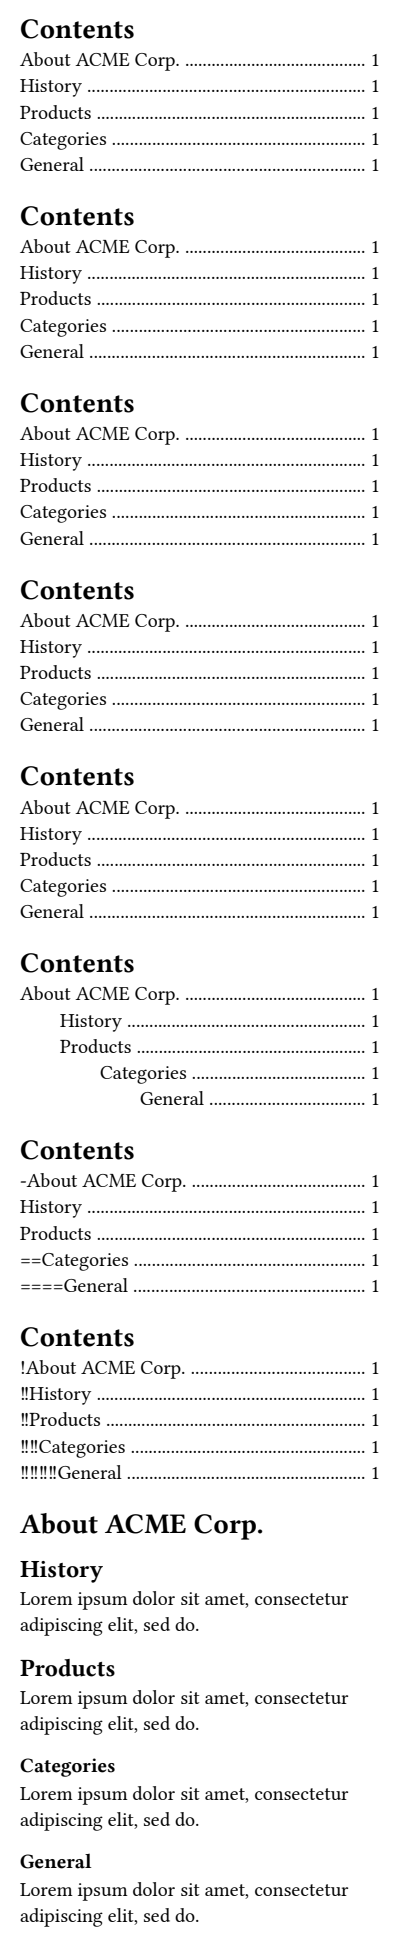 Contents
About ACME Corp. ........................................ 1
History .............................................................. 1
Products ............................................................ 1
Categories ......................................................... 1
General .............................................................. 1
Contents
About ACME Corp. ........................................ 1
History .............................................................. 1
Products ............................................................ 1
Categories ......................................................... 1
General .............................................................. 1
Contents
About ACME Corp. ........................................ 1
History .............................................................. 1
Products ............................................................ 1
Categories ......................................................... 1
General .............................................................. 1
Contents
About ACME Corp. ........................................ 1
History .............................................................. 1
Products ............................................................ 1
Categories ......................................................... 1
General .............................................................. 1
Contents
About ACME Corp. ........................................ 1
History .............................................................. 1
Products ............................................................ 1
Categories ......................................................... 1
General .............................................................. 1
Contents
About ACME Corp. ........................................ 1
History ..................................................... 1
Products ................................................... 1
Categories ....................................... 1
General ................................... 1
Contents
-About ACME Corp. ....................................... 1
History .............................................................. 1
Products ............................................................ 1
==Categories .................................................... 1
====General .................................................... 1
Contents
!About ACME Corp. ....................................... 1
‼History ............................................................ 1
‼Products .......................................................... 1
‼‼Categories ..................................................... 1
‼‼‼‼General ...................................................... 1
About ACME Corp.
History
Lorem ipsum dolor sit amet, consectetur
adipiscing elit, sed do.
Products
Lorem ipsum dolor sit amet, consectetur
adipiscing elit, sed do.
Categories
Lorem ipsum dolor sit amet, consectetur
adipiscing elit, sed do.
General
Lorem ipsum dolor sit amet, consectetur
adipiscing elit, sed do.